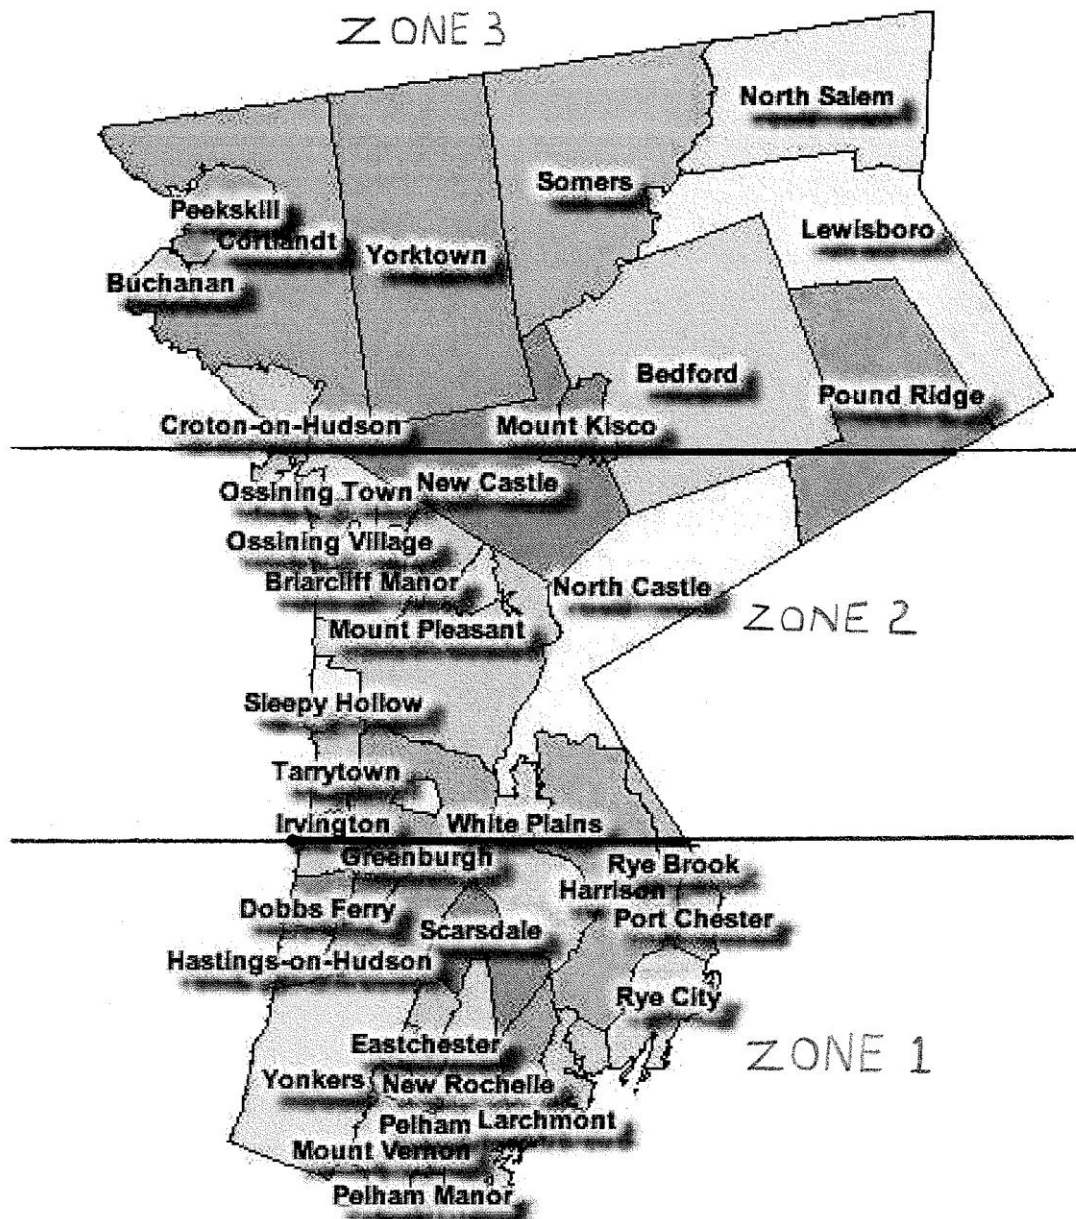 ZONE 3
North Salem
Somers
Peekskill
Lewisboro
Cortlandt
Yorktown
Buchanan
Bedford
Pound Ridge
Croton-on-Hudson
Mount Kisco
Ossining Town
New Castle
Ossining Village
Briarcliff Manor
North Castle
ZONE 2
Mount Pleasant
Sleepy Hollow
Tarrytown
Irvington
White Plains
Greenburgh
Rye Brook
Harrison
Dobbs Ferry
Port Chester
Scarsdale
Hastings-on-Hudson
Rye City
Eastchester
ZONE 1
Yonkers
New Rochelle
Pelham
Larchmont
Mount Vernon
Pelham Manor